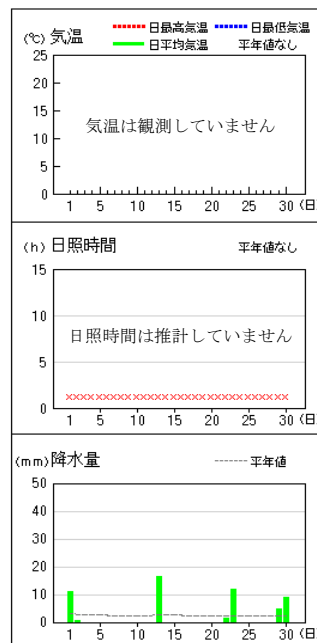 (℃) 気温 日最高気温 日最低気温
日平均気温 平年値なし
25
20
15
10
5
0
気温は観測していません
1 5 10 15 20 25 30 (日
(h) 日照時間 平年値なし
15
10
5
0
日照時間は推計していません
1 5 10 15 20 25 30 (日
(mm) 降水量 平年値
50
40
30
20
10
0
1 5 10 15 20 25 30 (日